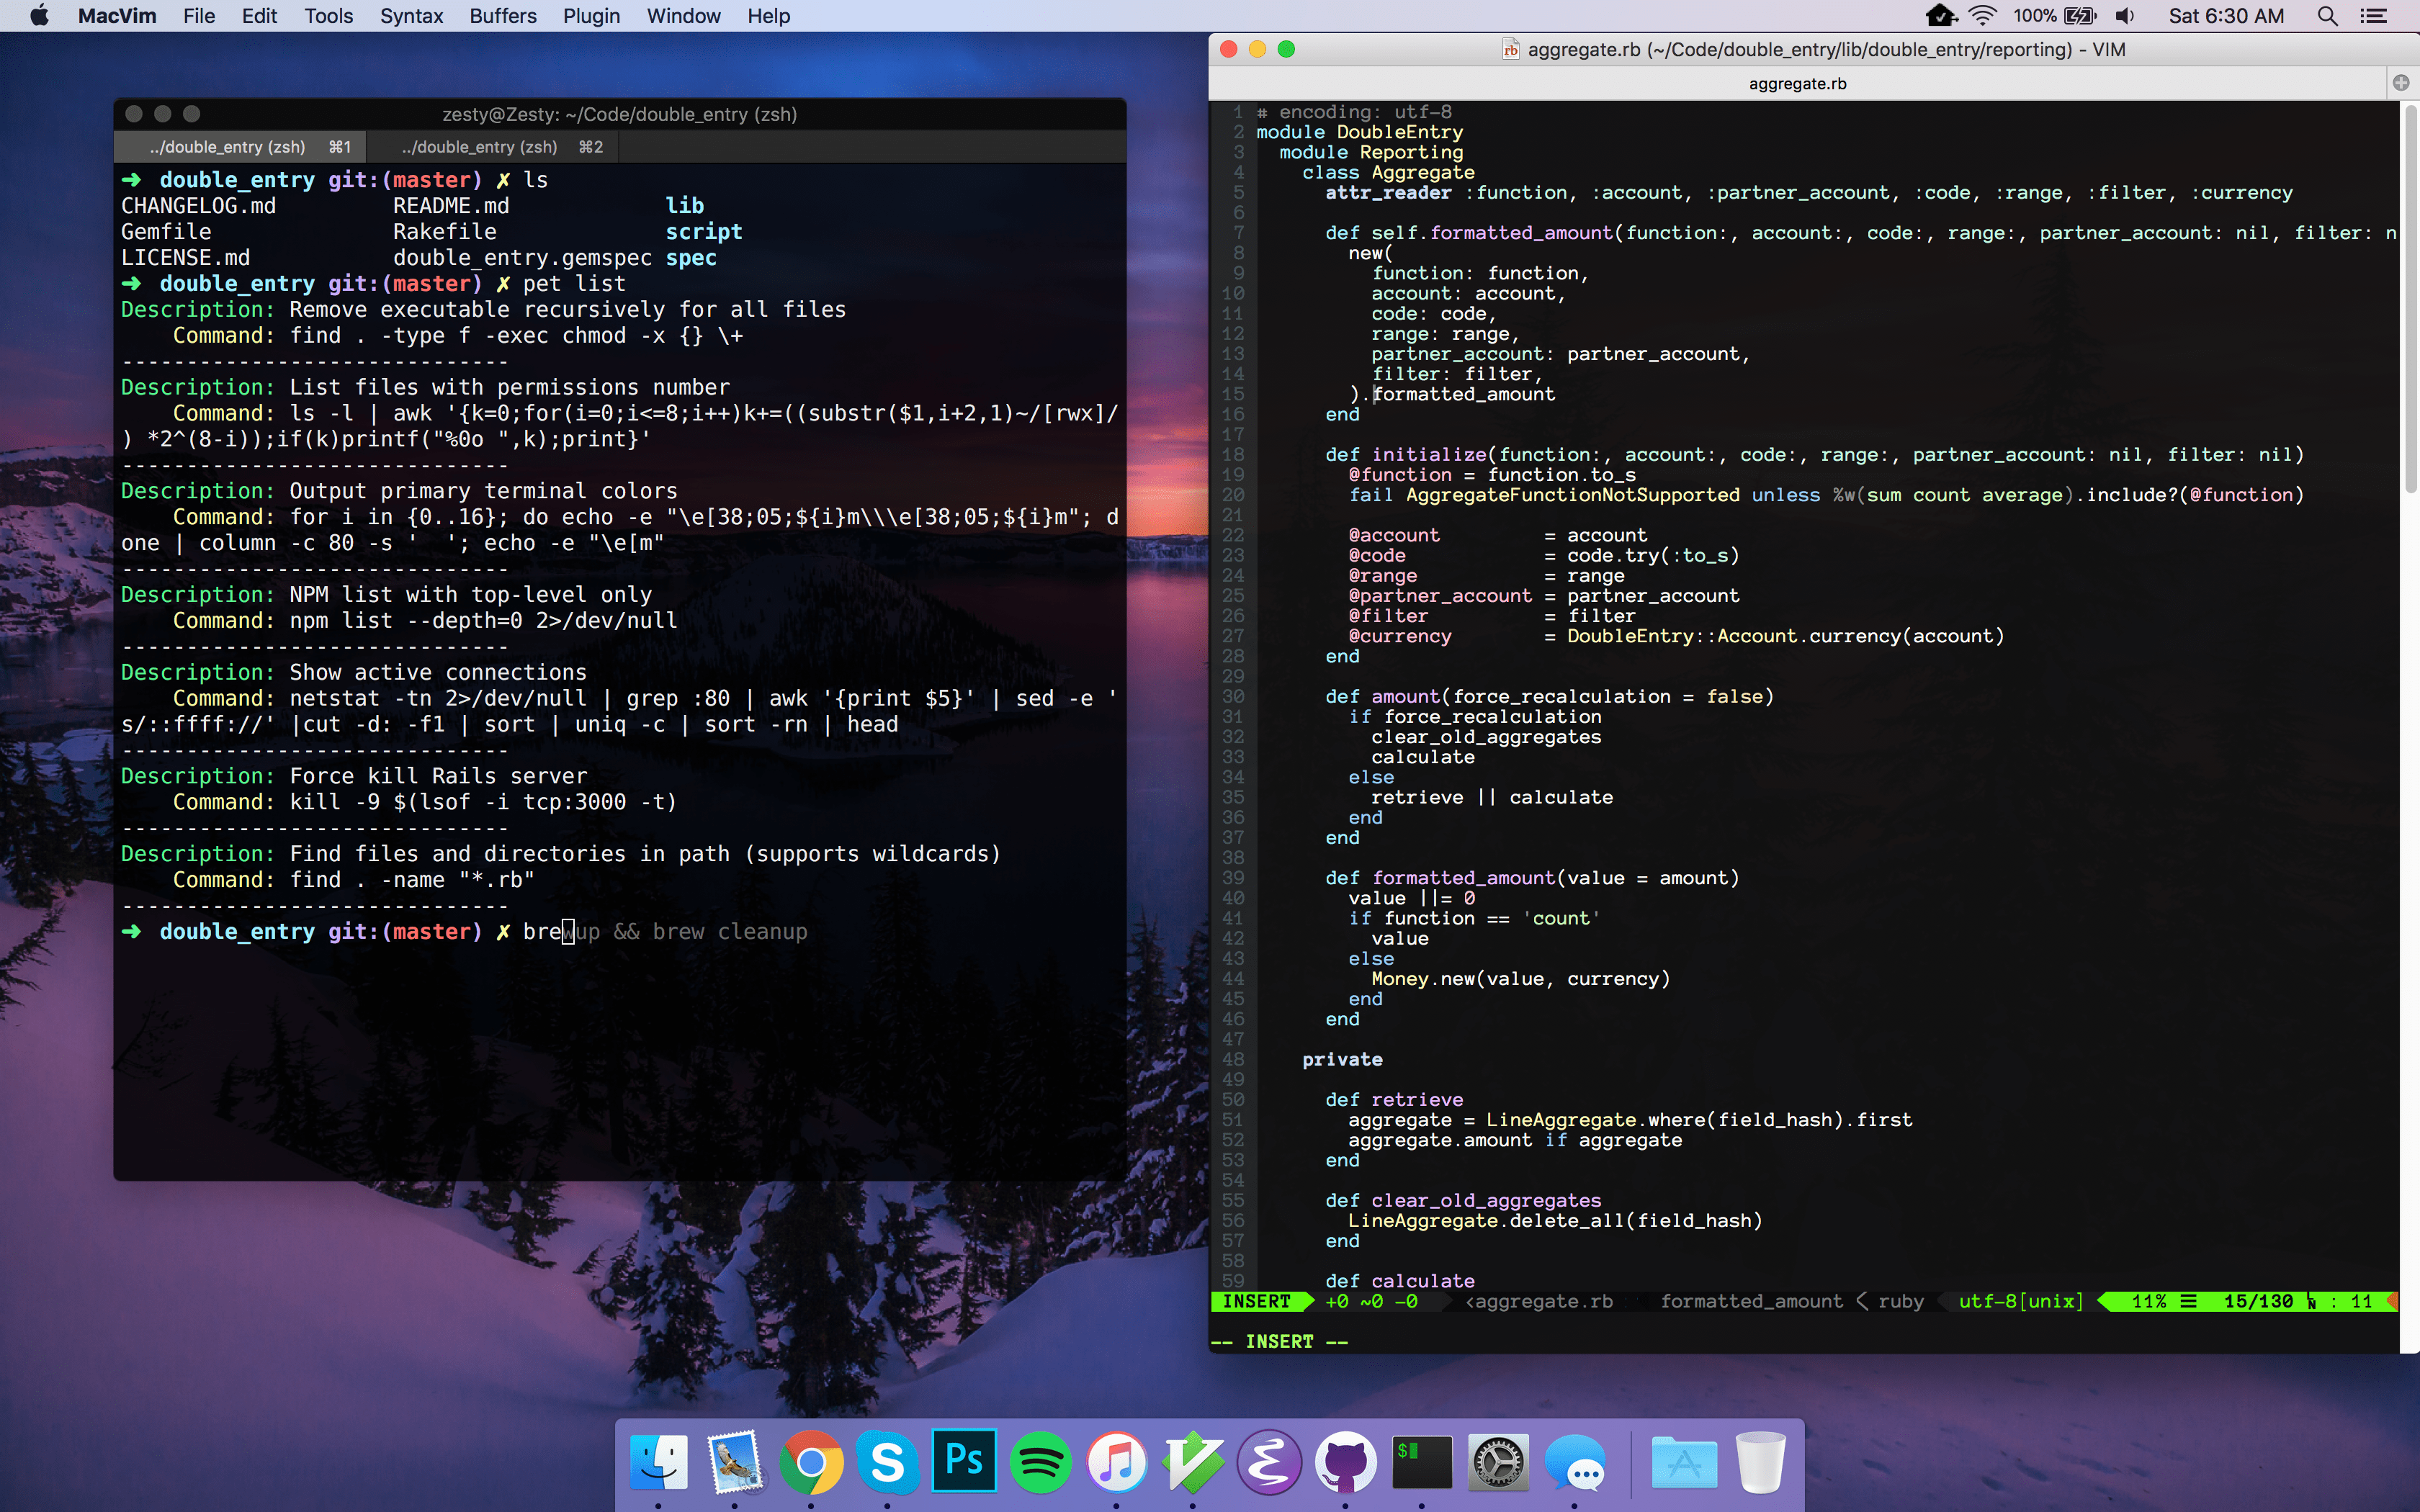 MacVim File Edit Tools Syntax Buffers Plugin Window Help
100% Sat 6:30 AM
zesty@Zesty: ~/Code/double_entry (zsh)
../double_entry (zsh) ⌘1 ../double_entry (zsh) ⌘2
➜ double_entry git:(master) ✗ ls
CHANGELOG.md README.md lib
Gemfile Rakefile script
LICENSE.md double_entry.gemspec spec
➜ double_entry git:(master) ✗ pet list
Description: Remove executable recursively for all files
Command: find . -type f -exec chmod -x {} \+
------------------------------
Description: List files with permissions number
Command: ls -l | awk '{k=0;for(i=0;i<=8;i++)k+=((substr($1,i+2,1)~/[rwx]/
) *2^(8-i));if(k)printf("%0o ",k);print}'
------------------------------
Description: Output primary terminal colors
Command: for i in {0..16}; do echo -e "\e[38;05;${i}m\\\e[38;05;${i}m"; d
one | column -c 80 -s '  '; echo -e "\e[m"
------------------------------
Description: NPM list with top-level only
Command: npm list --depth=0 2>/dev/null
------------------------------
Description: Show active connections
Command: netstat -tn 2>/dev/null | grep :80 | awk '{print $5}' | sed -e '
s/::ffff://' |cut -d: -f1 | sort | uniq -c | sort -rn | head
------------------------------
Description: Force kill Rails server
Command: kill -9 $(lsof -i tcp:3000 -t)
------------------------------
Description: Find files and directories in path (supports wildcards)
Command: find . -name "*.rb"
------------------------------
➜ double_entry git:(master) ✗ brewup && brew cleanup
aggregate.rb (~/Code/double_entry/lib/double_entry/reporting) - VIM
aggregate.rb
1 # encoding: utf-8
2 module DoubleEntry
3   module Reporting
4     class Aggregate
5       attr_reader :function, :account, :partner_account, :code, :range, :filter, :currency
6
7       def self.formatted_amount(function:, account:, code:, range:, partner_account: nil, filter: n
8         new(
9           function: function,
10           account: account,
11           code: code,
12           range: range,
13           partner_account: partner_account,
14           filter: filter,
15         ).formatted_amount
16       end
17
18       def initialize(function:, account:, code:, range:, partner_account: nil, filter: nil)
19         @function = function.to_s
20         fail AggregateFunctionNotSupported unless %w(sum count average).include?(@function)
21
22         @account         = account
23         @code            = code.try(:to_s)
24         @range           = range
25         @partner_account = partner_account
26         @filter          = filter
27         @currency        = DoubleEntry::Account.currency(account)
28       end
29
30       def amount(force_recalculation = false)
31         if force_recalculation
32           clear_old_aggregates
33           calculate
34         else
35           retrieve || calculate
36         end
37       end
38
39       def formatted_amount(value = amount)
40         value ||= 0
41         if function == 'count'
42           value
43         else
44           Money.new(value, currency)
45         end
46       end
47
48     private
49
50       def retrieve
51         aggregate = LineAggregate.where(field_hash).first
52         aggregate.amount if aggregate
53       end
54
55       def clear_old_aggregates
56         LineAggregate.delete_all(field_hash)
57       end
58
59       def calculate
INSERT +0 ~0 -0 <aggregate.rb formatted_amount < ruby utf-8[unix] 11% ☰ 15/130 ␤ : 11
-- INSERT --
S Ps $